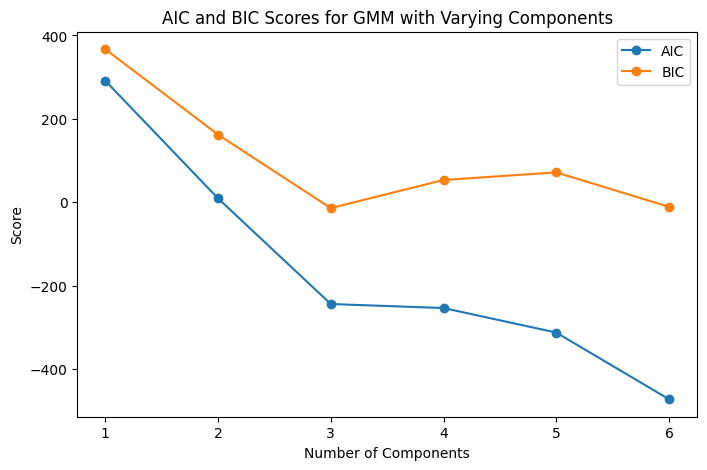 AIC and BIC Scores for GMM with Varying Components
AIC
BIC
400
200
0
−200
−400
Score
1 2 3 4 5 6
Number of Components